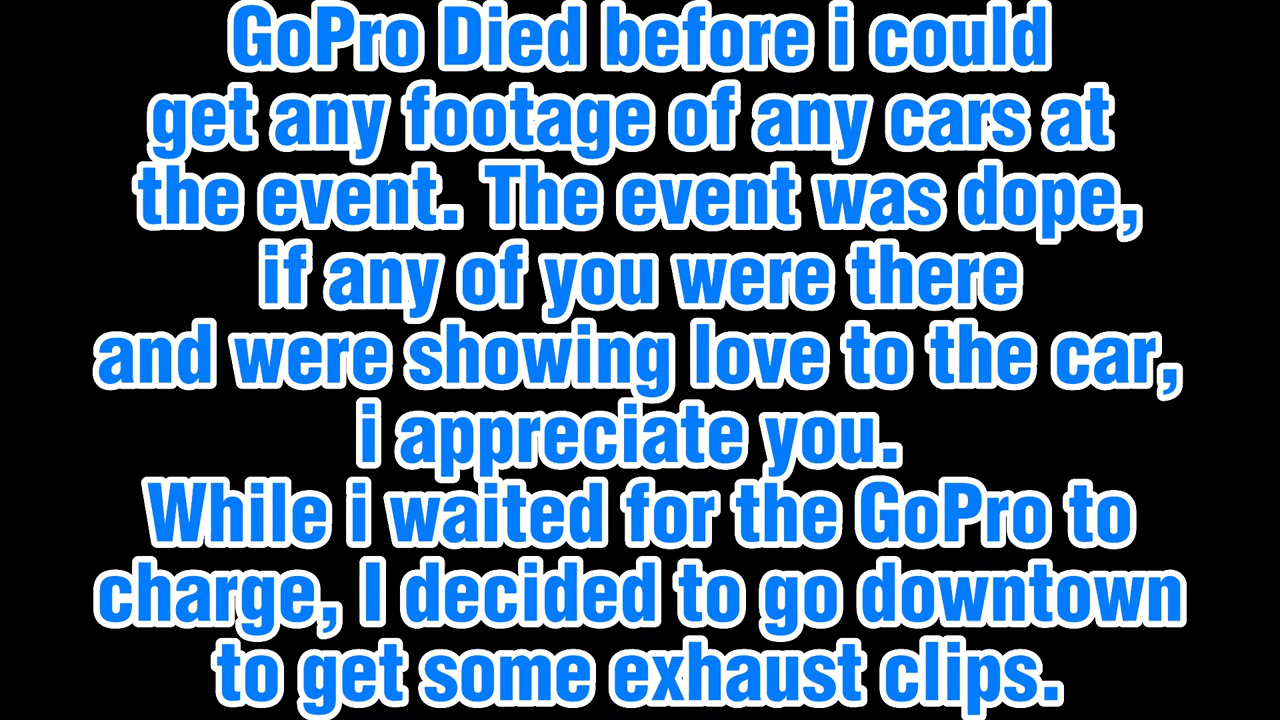 GoPro Died before i could
get any footage of any cars at
the event. The event was dope,
if any of you were there
and were showing love to the car,
i appreciate you.
While i waited for the GoPro to
charge, I decided to go downtown
to get some exhaust clips.